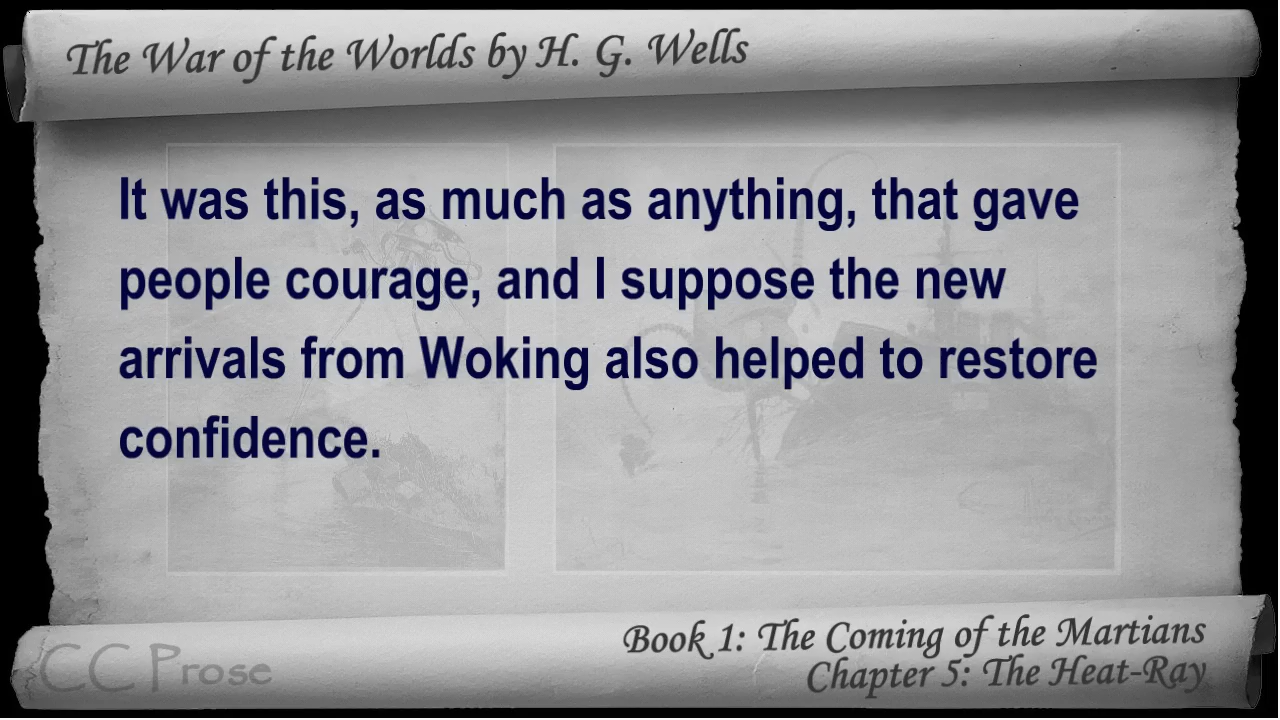 The War of the Worlds by H. G. Wells
It was this, as much as anything, that gave
people courage, and I suppose the new
arrivals from Woking also helped to restore
confidence.
Book 1: The Coming of the Martians
Chapter 5: The Heat-Ray
CC Prose